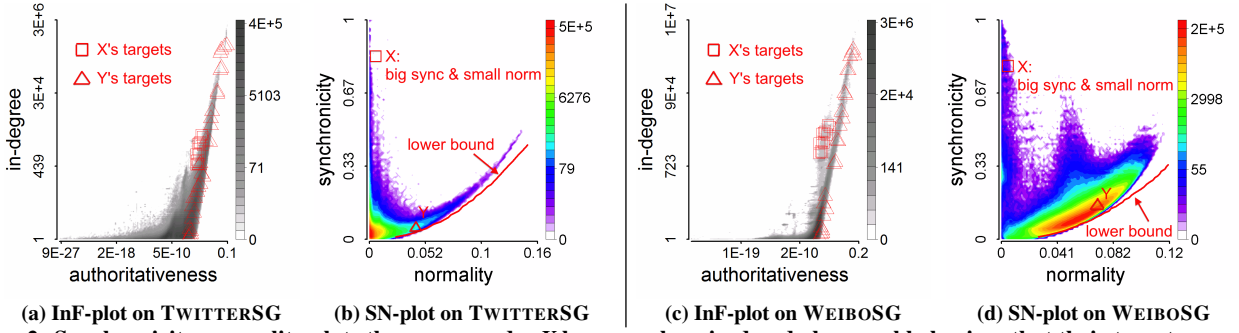 3E+6
3E+4
439
1
in-degree
9E-27
2E-18
5E-10
0.1
authoritativeness
X's targets
Y's targets
4E+5
5103
71
0
(a) InF-plot on TWITTERSG
1
0.67
0.33
0
synchronicity
0
0.052
0.1
0.16
normality
X:
big sync & small norm
lower bound
Y
5E+5
6276
79
0
(b) SN-plot on TWITTERSG
1E+7
9E+4
723
1
in-degree
1E-19
2E-10
0.2
authoritativeness
X's targets
Y's targets
3E+6
2E+4
141
0
(c) InF-plot on WEIBOSG
1
0.67
0.33
0
synchronicity
0
0.041
0.082
0.12
normality
X:
big sync & small norm
Y
lower bound
2E+5
2998
55
0
(d) SN-plot on WEIBOSG